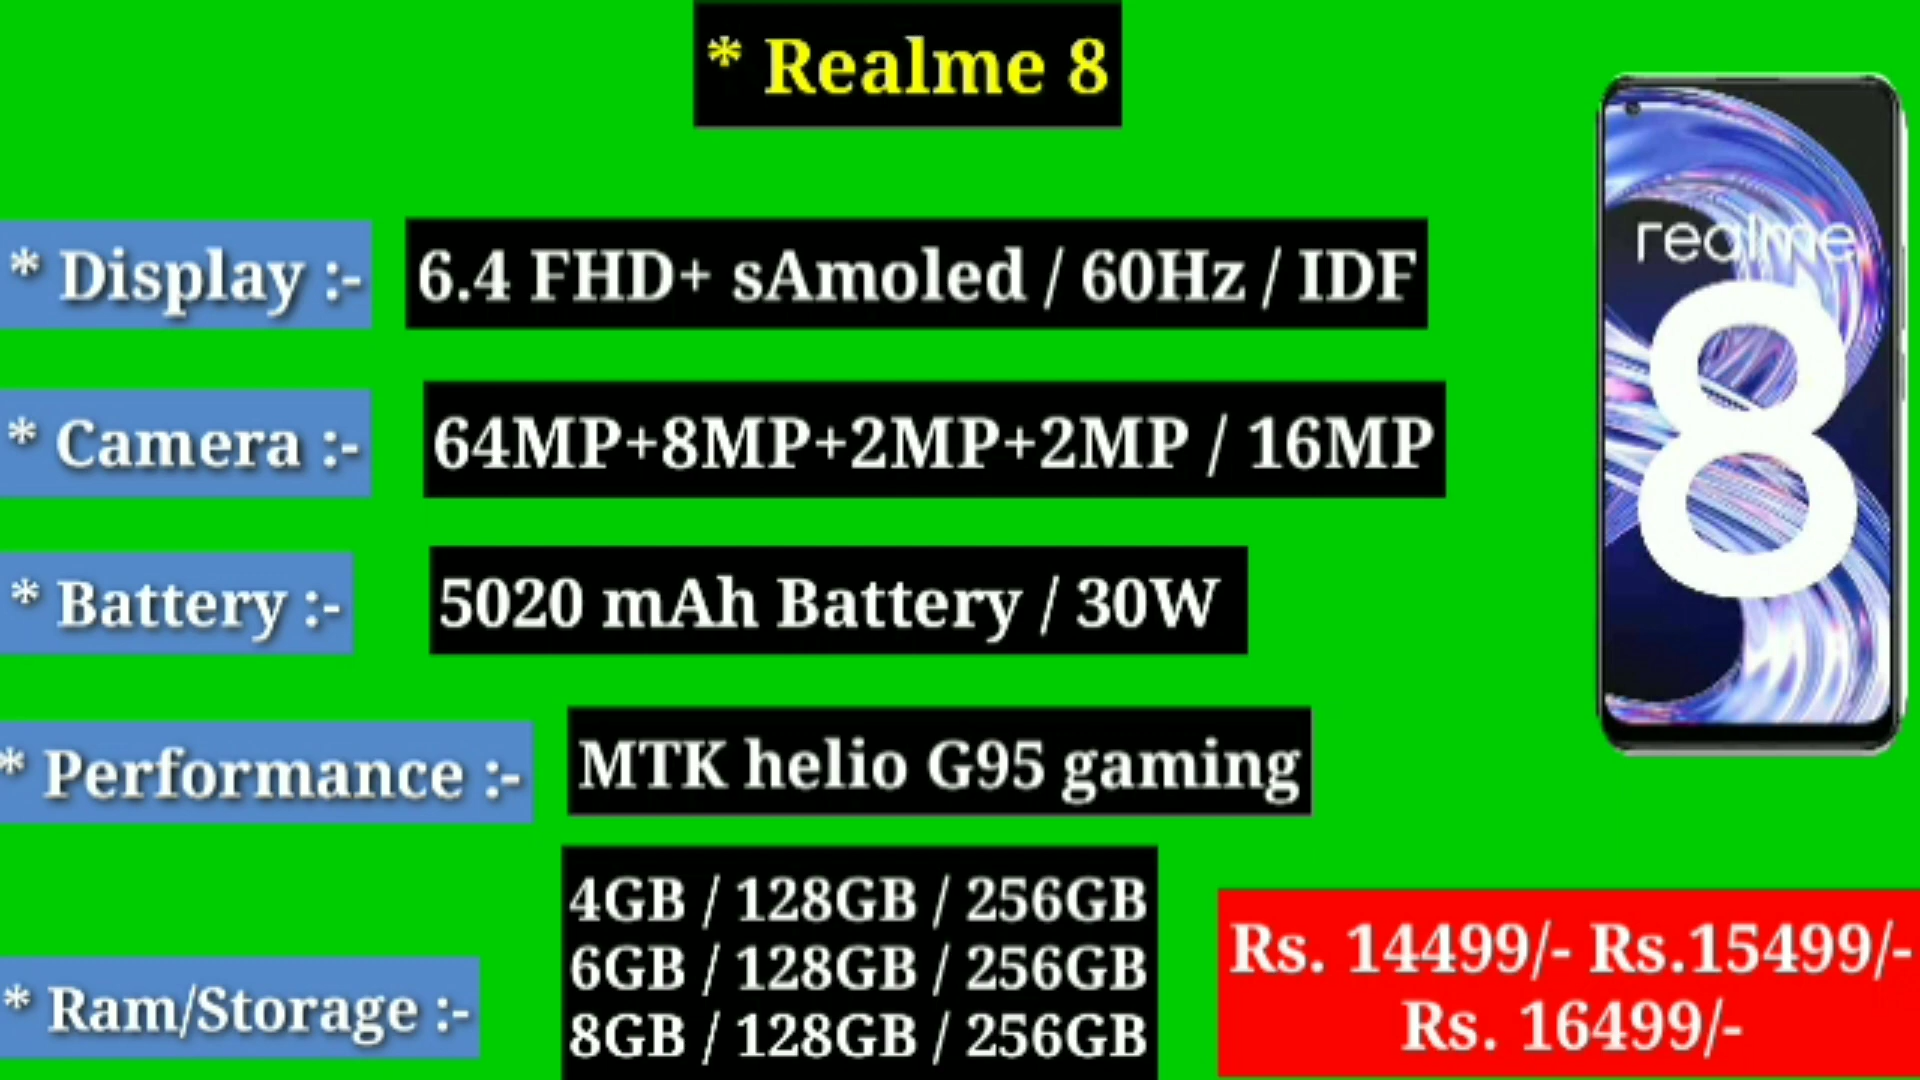 * Realme 8
* Display :- 6.4 FHD+ sAmoled / 60Hz / IDF
* Camera :- 64MP+8MP+2MP+2MP / 16MP
* Battery :- 5020 mAh Battery / 30W
* Performance :- MTK helio G95 gaming
* Ram/Storage :-
4GB / 128GB / 256GB
6GB / 128GB / 256GB
8GB / 128GB / 256GB
Rs. 14499/- Rs.15499/-
Rs. 16499/-
realme
8